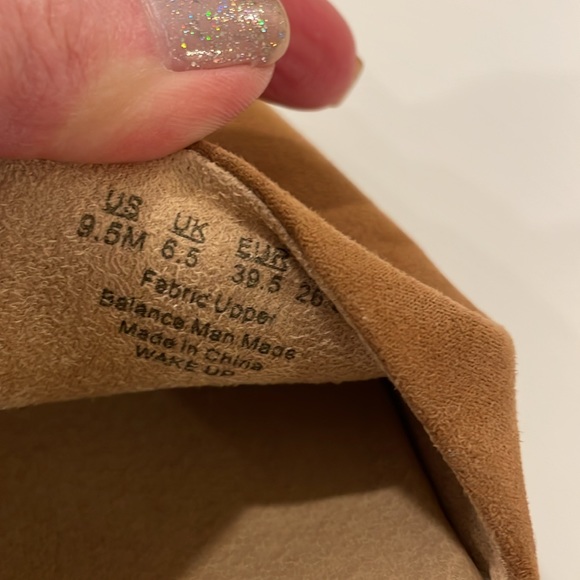 US UK EUR
9.5M 6.5 39.5 26
Fabric Upper
Balance Man Made
Made in China
WAKE UP